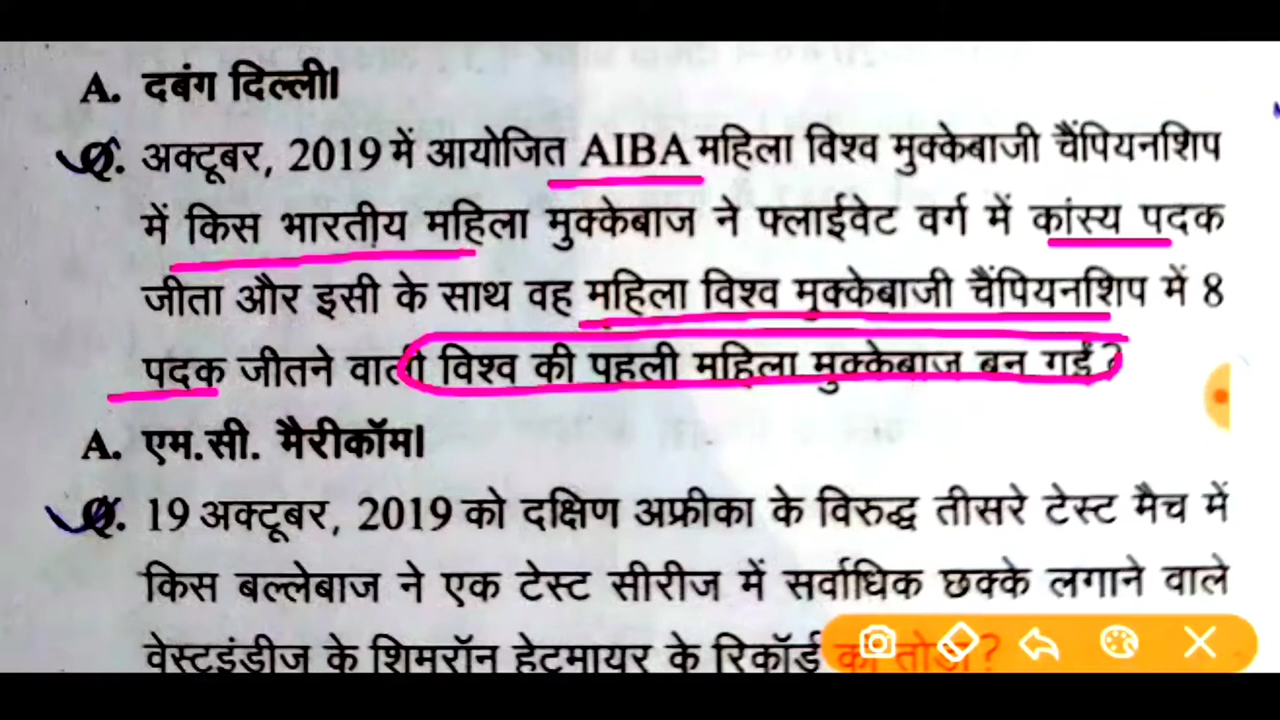 A. दबंग दिल्ली।
Q. अक्टूबर, 2019 में आयोजित AIBA महिला विश्व मुक्केबाजी चैंपियनशिप
में किस भारतीय महिला मुक्केबाज ने फ्लाईवेट वर्ग में कांस्य पदक
जीता और इसी के साथ वह महिला विश्व मुक्केबाजी चैंपियनशिप में 8
पदक जीतने वाली विश्व की पहली महिला मुक्केबाज बन गईं?
A. एम.सी. मैरीकॉम।
Q. 19 अक्टूबर, 2019 को दक्षिण अफ्रीका के विरुद्ध तीसरे टेस्ट मैच में
किस बल्लेबाज ने एक टेस्ट सीरीज में सर्वाधिक छक्के लगाने वाले
वेस्टइंडीज के शिमरॉन हेटमायर के रिकॉर्ड को तोड़ा?